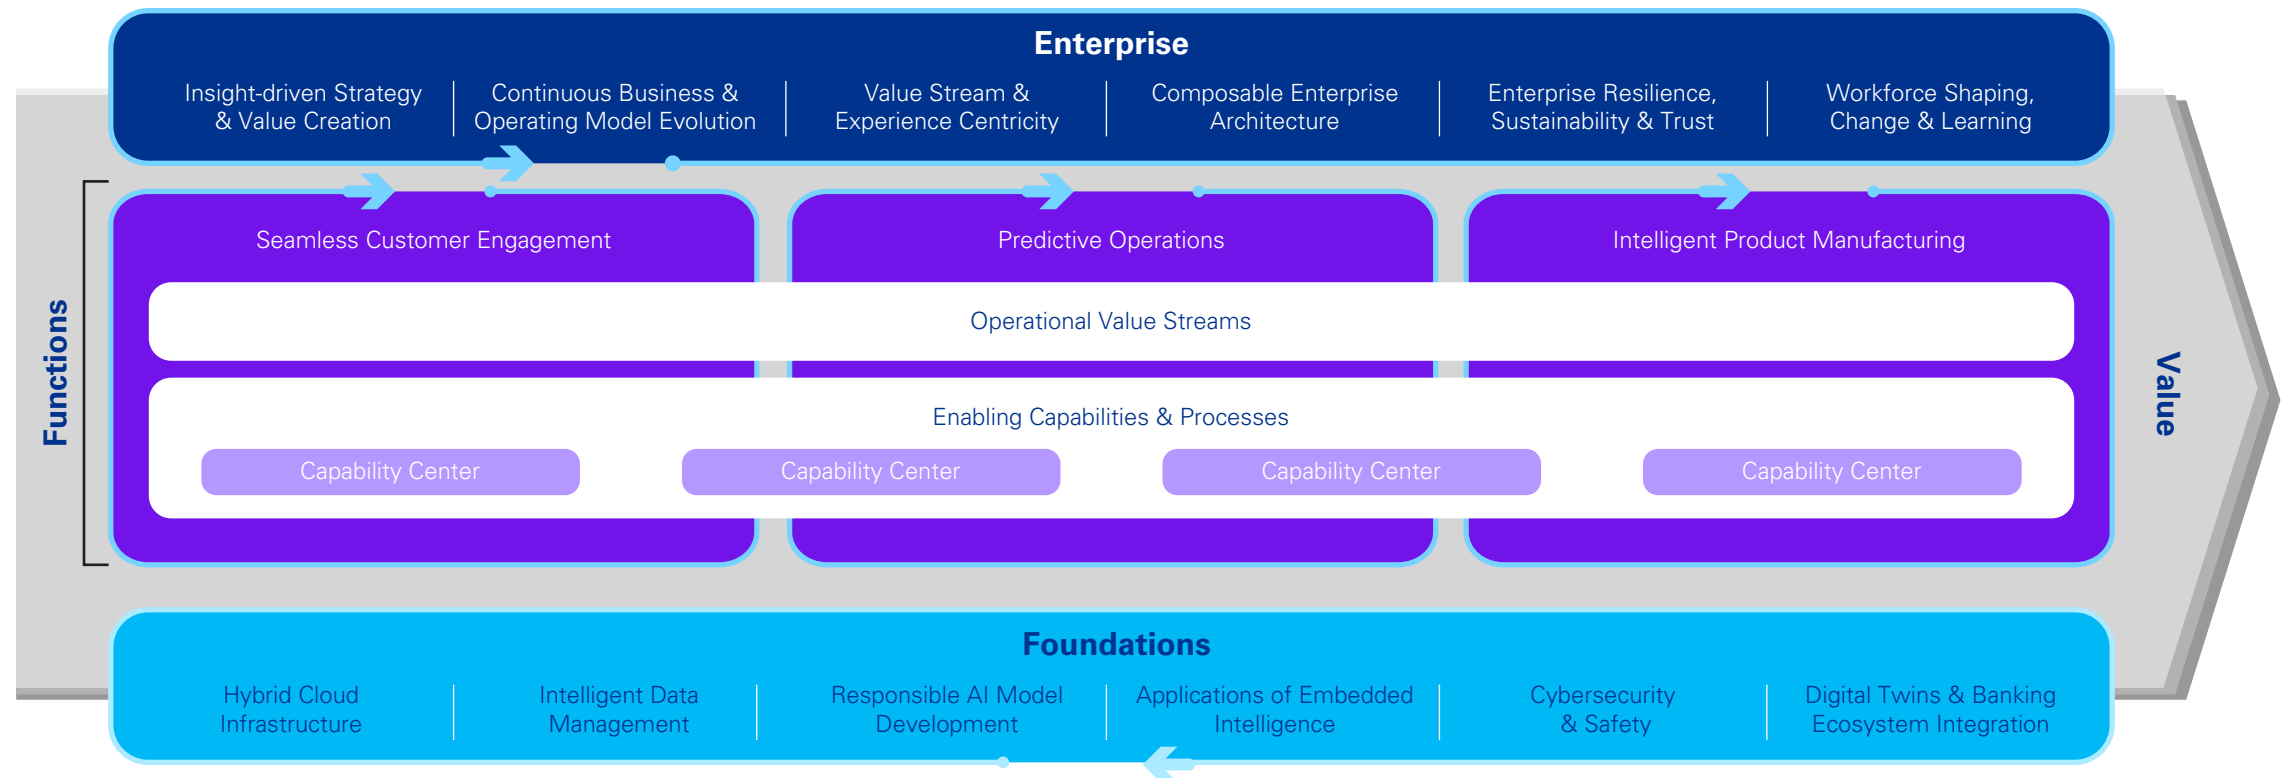 Enterprise
Insight-driven Strategy
& Value Creation
Continuous Business &
Operating Model Evolution
Value Stream &
Experience Centricity
Composable Enterprise
Architecture
Enterprise Resilience,
Sustainability & Trust
Workforce Shaping,
Change & Learning
Functions
Seamless Customer Engagement
Predictive Operations
Intelligent Product Manufacturing
Operational Value Streams
Enabling Capabilities & Processes
Capability Center
Capability Center
Capability Center
Capability Center
Value
Foundations
Hybrid Cloud
Infrastructure
Intelligent Data
Management
Responsible AI Model
Development
Applications of Embedded
Intelligence
Cybersecurity
& Safety
Digital Twins & Banking
Ecosystem Integration